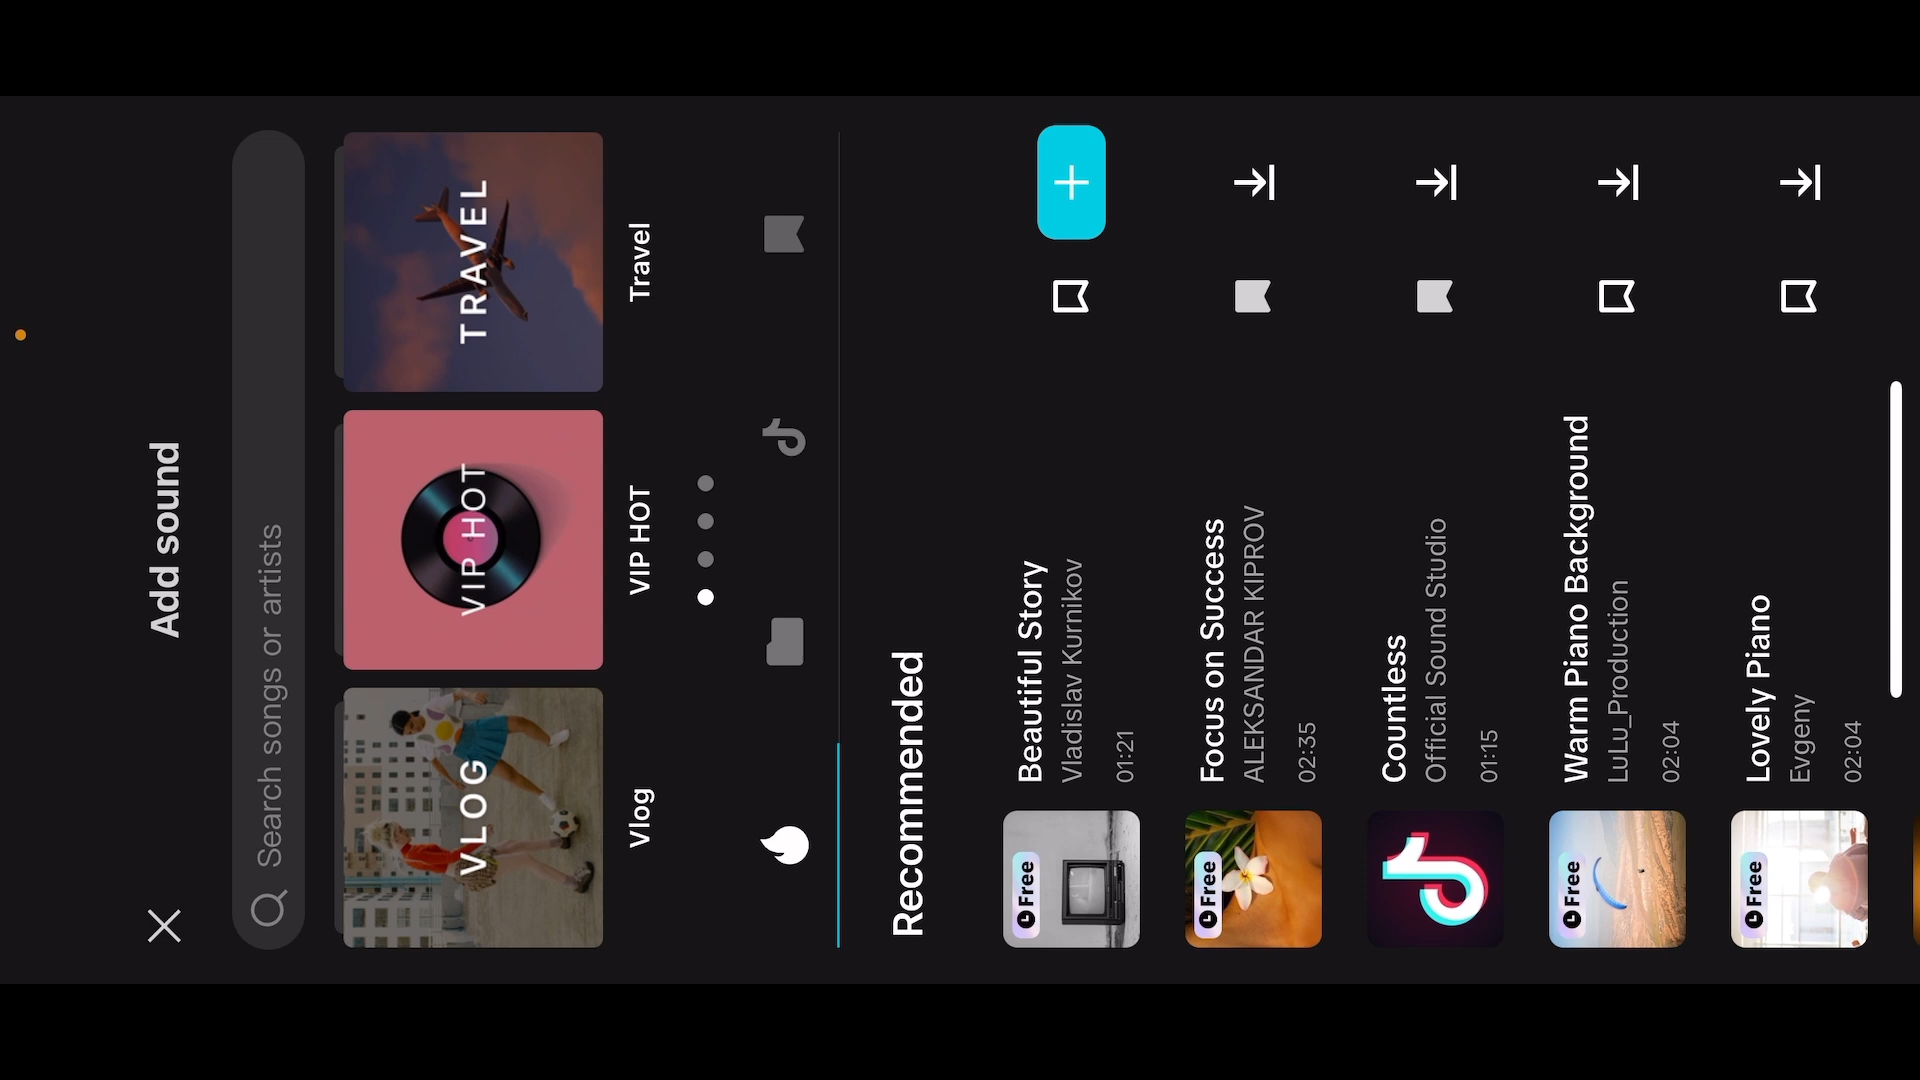 Add sound
Search songs or artists
VLOG
VIP HOT
TRAVEL
Vlog
VIP HOT
Travel
Recommended
Free
Beautiful Story
Vladislav Kurnikov
01:21
Free
Focus on Success
ALEKSANDAR KIPROV
02:35
Countless
Official Sound Studio
01:15
Free
Warm Piano Background
LuLu_Production
02:04
Free
Lovely Piano
Evgeny
02:04